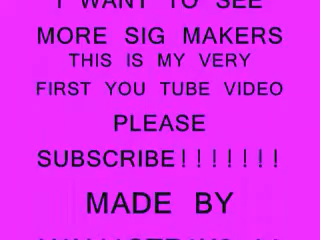 I WANT TO SEE
MORE SIG MAKERS
THIS IS MY VERY
FIRST YOU TUBE VIDEO
PLEASE
SUBSCRIBE!!!!!!!
MADE BY